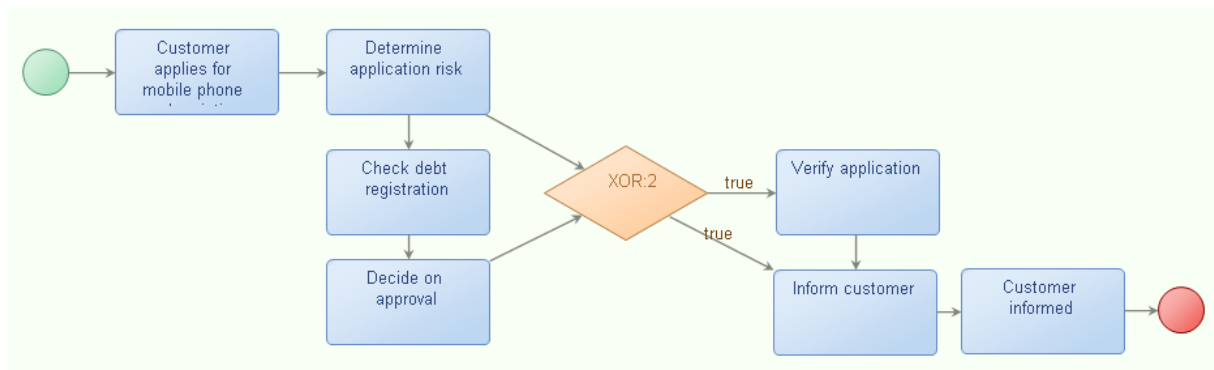 Customer
applies for
mobile phone
Determine
application risk
Check debt
registration
Decide on
approval
XOR:2
true
true
Verify application
Inform customer
Customer
informed